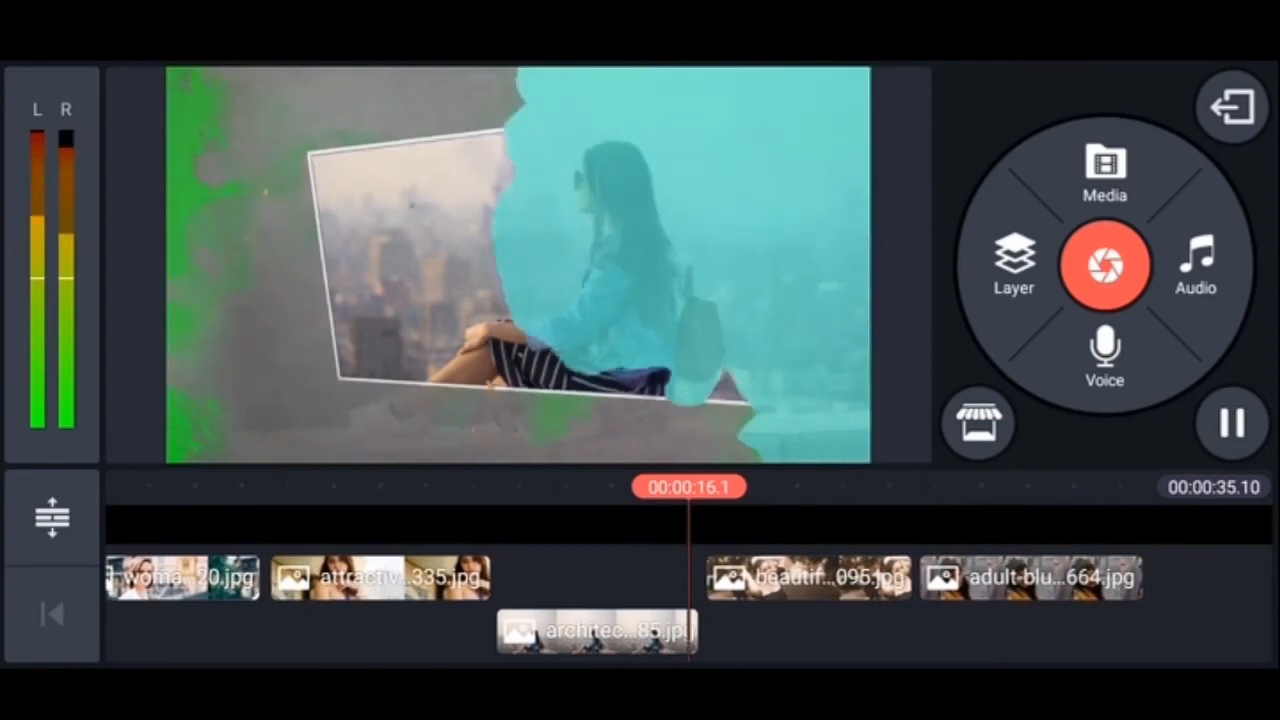 L R
Media
Layer
Audio
Voice
00:00:16.1
00:00:35.10
woma...20.jpg
attractiv...335.jpg
beautif...095.jpg
adult-blu...664.jpg
architec...85.jpg